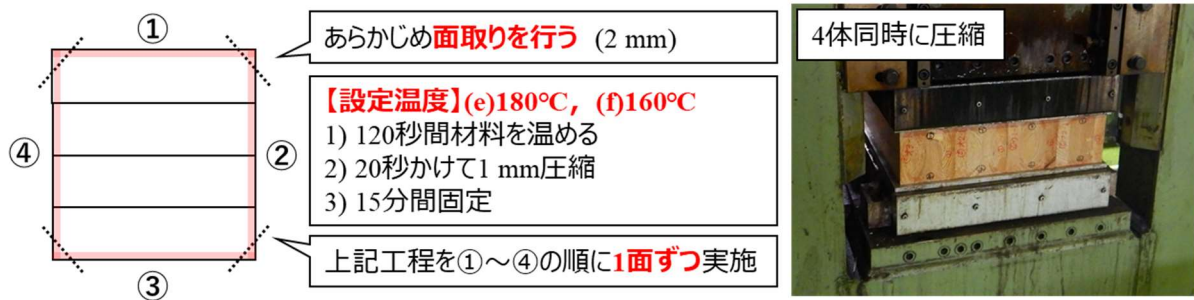 ①
②
③
④
あらかじめ面取りを行う (2 mm)
【設定温度】(e)180℃, (f)160℃
1) 120秒間材料を温める
2) 20秒かけて1 mm圧縮
3) 15分間固定
上記工程を①～④の順に1面ずつ実施
4体同時に圧縮